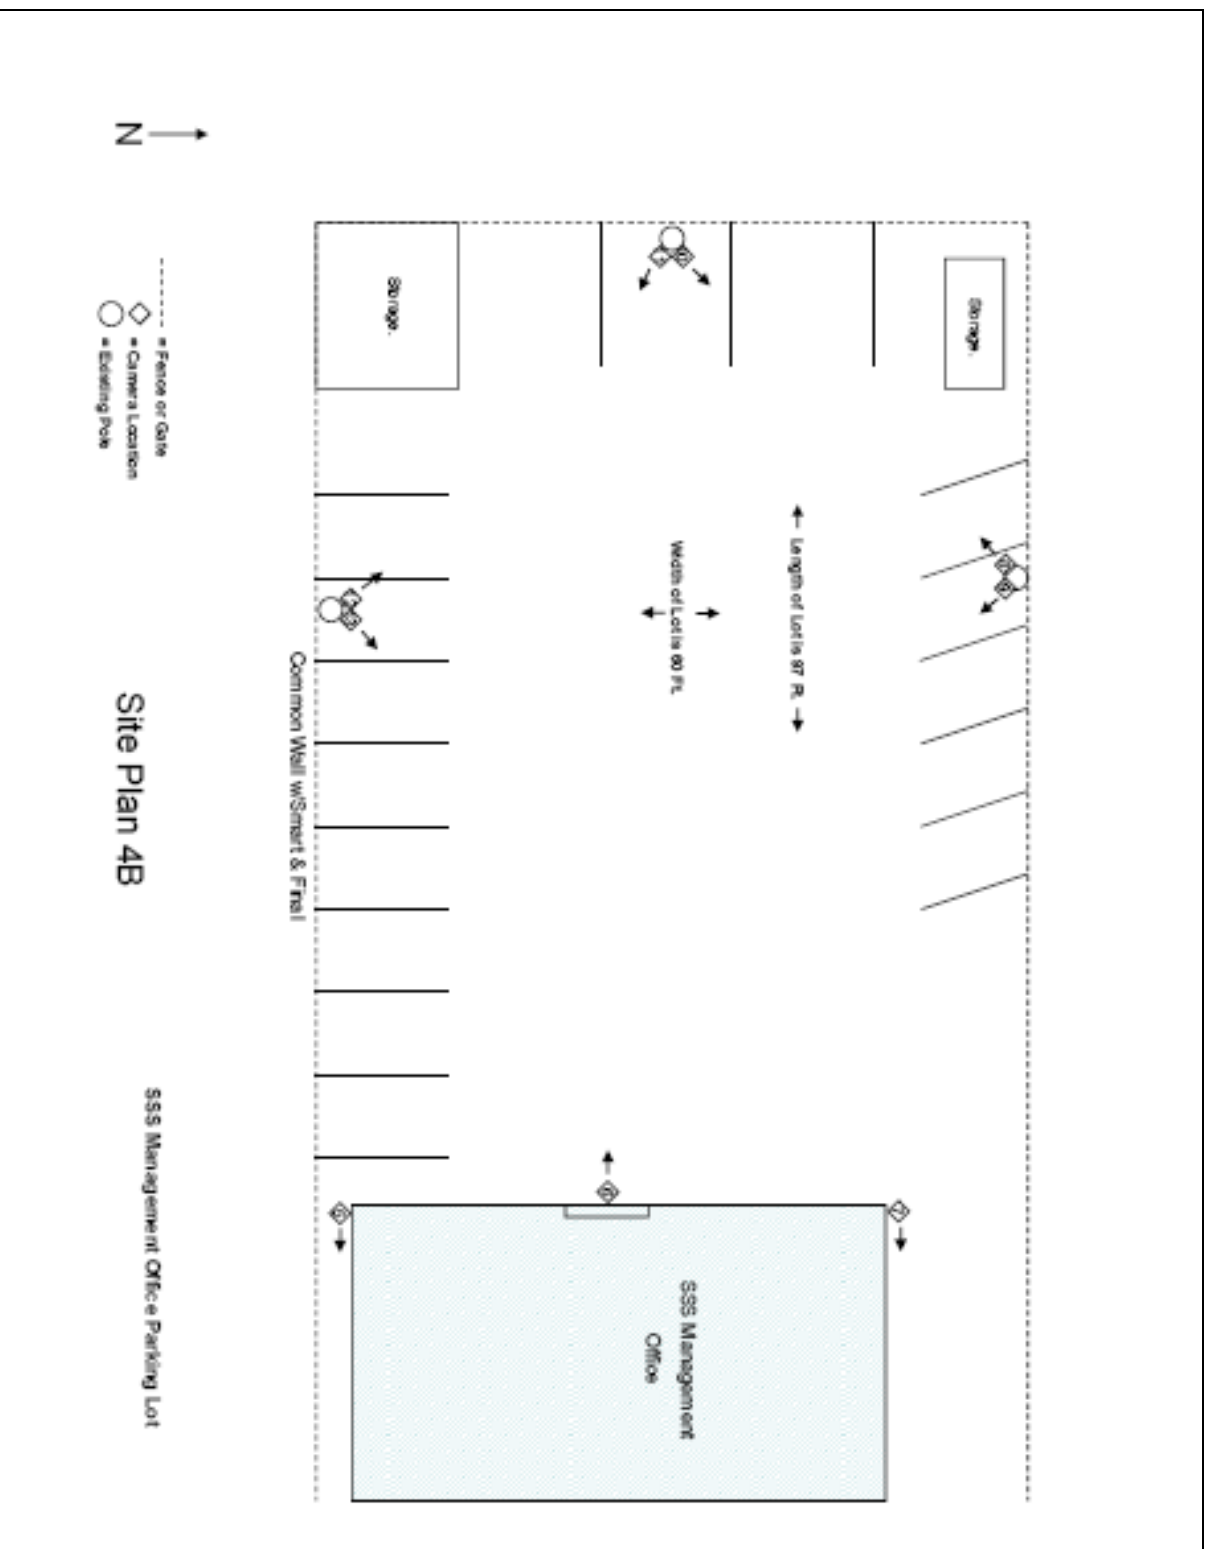 Storage.
Length of Lot is 97 Ft.
Width of Lot is 60 Ft.
SSS Management
Office
Storage.
Common Wall w/Smart & Final
N
= Fence or Gate
= Camera Location
= Existing Pole
Site Plan 4B
SSS Management Office Parking Lot